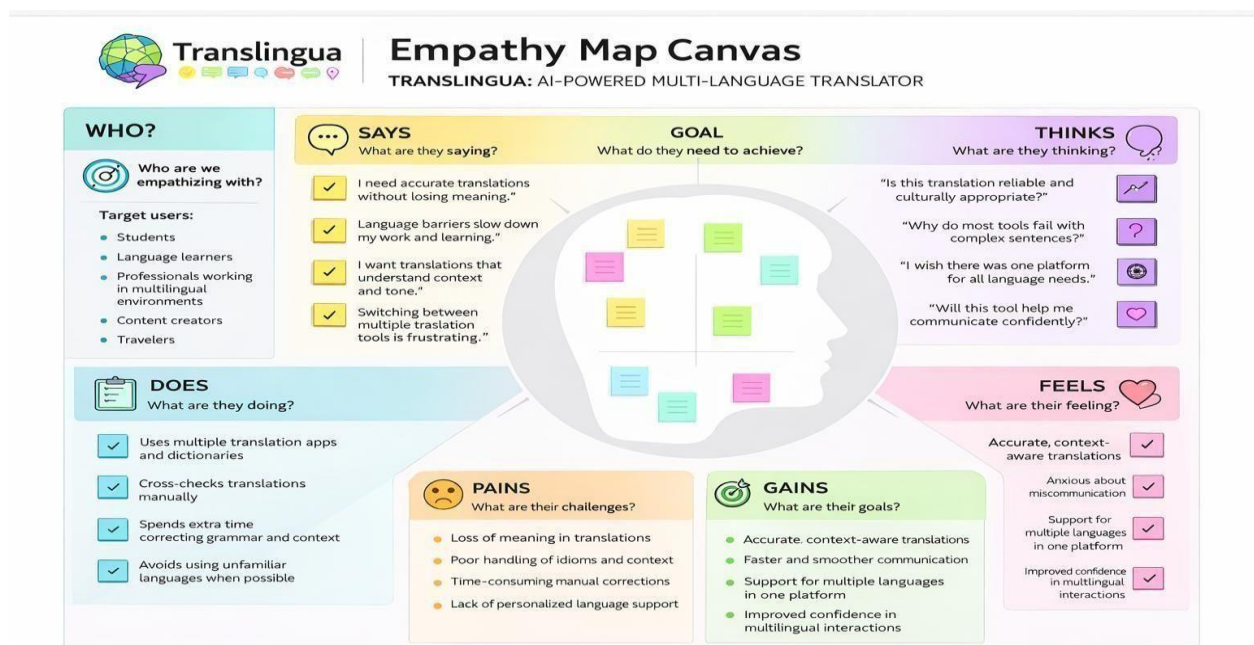 Translingua
Empathy Map Canvas
TRANSLINGUA: AI-POWERED MULTI-LANGUAGE TRANSLATOR
WHO?
Who are we
empathizing with?
Target users:
Students
Language learners
Professionals working
in multilingual
environments
Content creators
Travelers
SAYS
What are they saying?
I need accurate translations
without losing meaning."
Language barriers slow down
my work and learning."
I want translations that
understand context
and tone."
Switching between
multiple traslation
tools is frustrating."
GOAL
What do they need to achieve?
THINKS
What are they thinking?
"Is this translation reliable and
culturally appropriate?"
"Why do most tools fail with
complex sentences?"
"I wish there was one platform
for all language needs."
"Will this tool help me
communicate confidently?"
DOES
What are they doing?
Uses multiple translation apps
and dictionaries
Cross-checks translations
manually
Spends extra time
correcting grammar and context
Avoids using unfamiliar
languages when possible
PAINS
What are their challenges?
Loss of meaning in translations
Poor handling of idioms and context
Time-consuming manual corrections
Lack of personalized language support
GAINS
What are their goals?
Accurate. context-aware translations
Faster and smoother communication
Support for multiple languages
in one platform
Improved confidence in
multilingual interactions
FEELS
What are their feeling?
Accurate, context-
aware translations
Anxious about
miscommunication
Support for
multiple languages
in one platform
Improved confidence
in multilingual
interactions